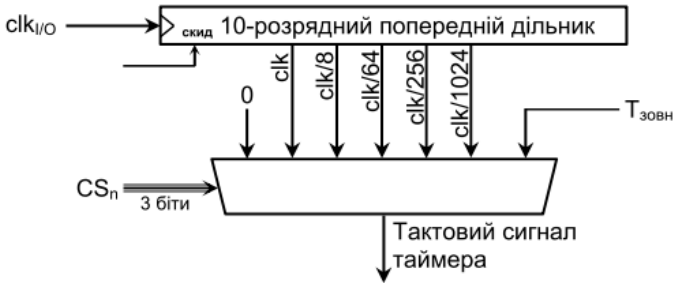 clkI/O
скид 10-розрядний попередній дільник
clk
clk/8
clk/64
clk/256
clk/1024
0
Tзовн
CSn
3 біти
Тактовий сигнал
таймера